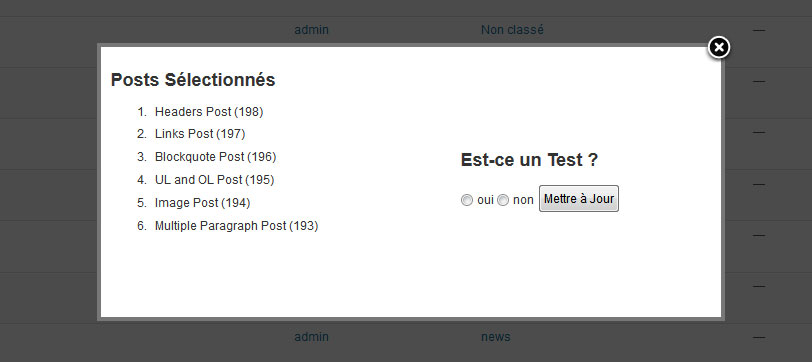 admin Non classé —
—
—
—
—
—
admin news —
Posts Sélectionnés
1. Headers Post (198)
2. Links Post (197)
3. Blockquote Post (196)
4. UL and OL Post (195)
5. Image Post (194)
6. Multiple Paragraph Post (193)
Est-ce un Test ?
oui non Mettre à Jour